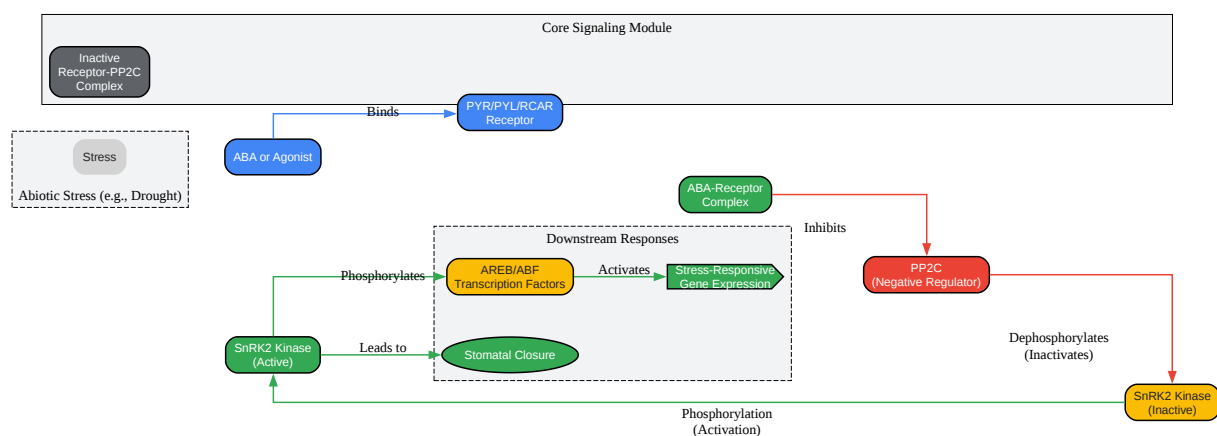 Core Signaling Module
Inactive
Receptor-PP2C
Complex
PYR/PYL/RCAR
Receptor
Binds
ABA or Agonist
Stress
Abiotic Stress (e.g., Drought)
ABA-Receptor
Complex
Inhibits
Downstream Responses
PP2C
(Negative Regulator)
Phosphorylates
AREB/ABF
Transcription Factors
Activates
Stress-Responsive
Gene Expression
SnRK2 Kinase
(Active)
Leads to
Stomatal Closure
Dephosphorylates
(Inactivates)
SnRK2 Kinase
(Inactive)
Phosphorylation
(Activation)